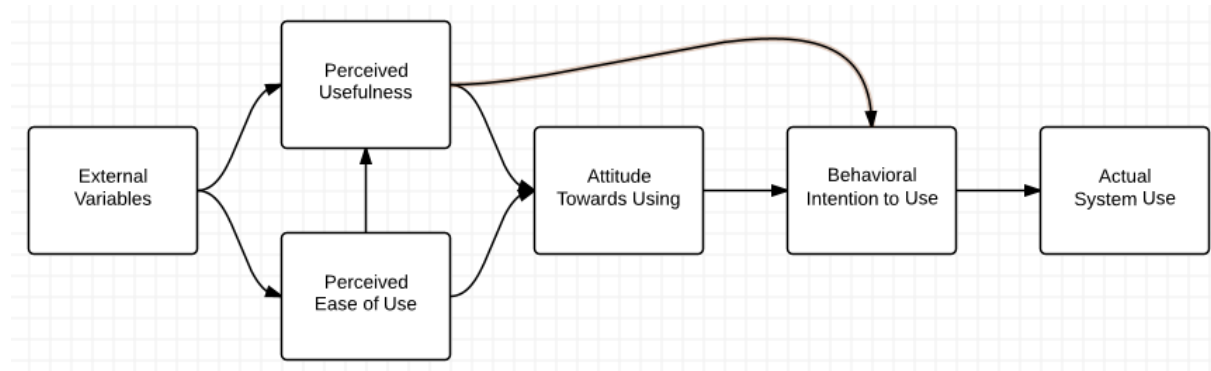 External
Variables
Perceived
Usefulness
Perceived
Ease of Use
Attitude
Towards Using
Behavioral
Intention to Use
Actual
System Use